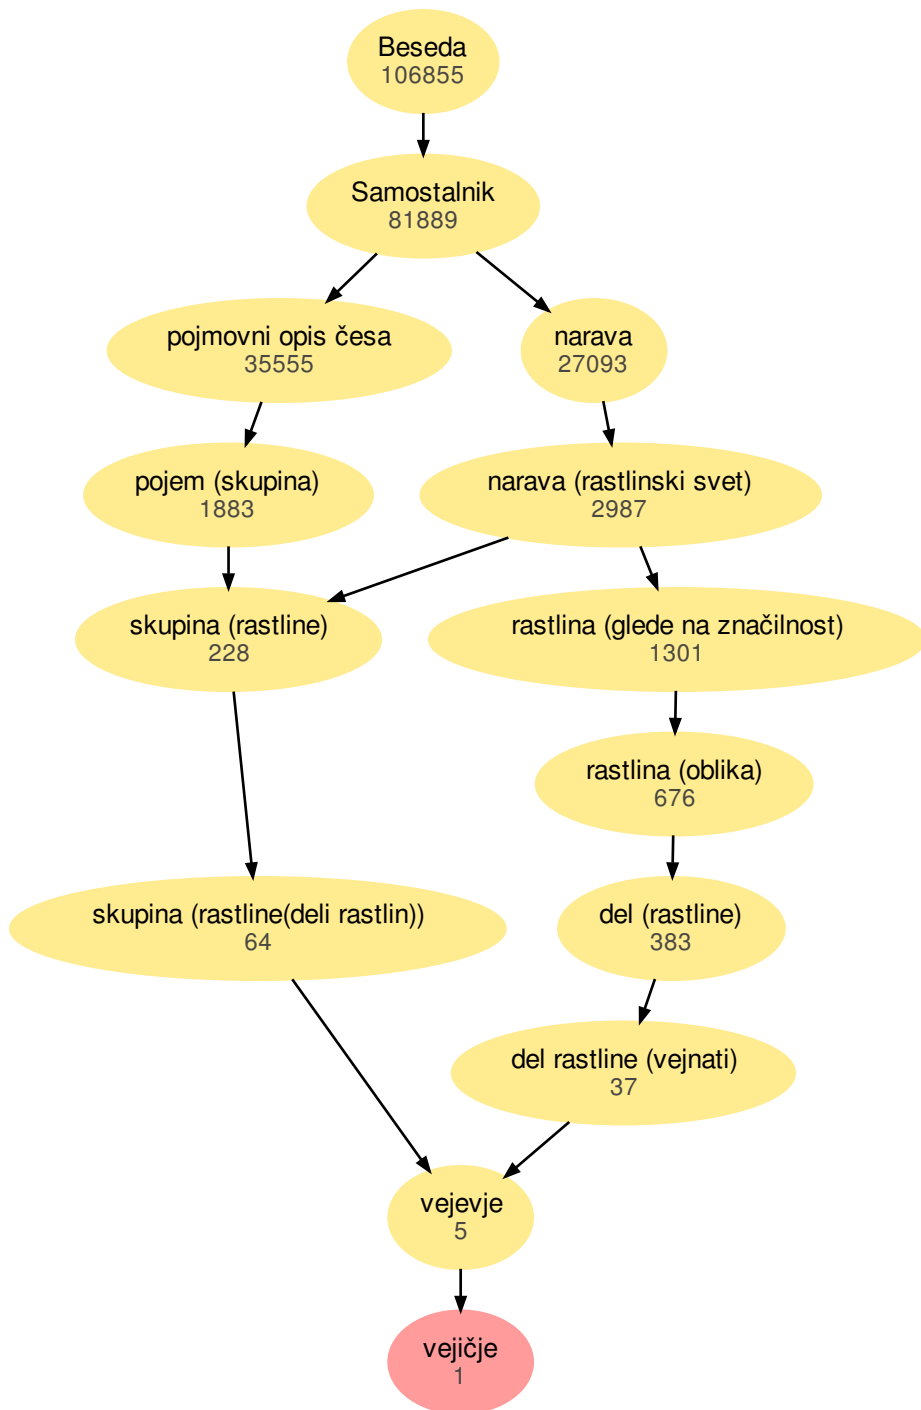 Beseda
106855
Samostalnik
81889
pojmovni opis česa
35555
narava
27093
pojem (skupina)
1883
narava (rastlinski svet)
2987
skupina (rastline)
228
rastlina (glede na značilnost)
1301
rastlina (oblika)
676
skupina (rastline(deli rastlin))
64
del (rastline)
383
del rastline (vejnati)
37
vejevje
5
vejičje
1